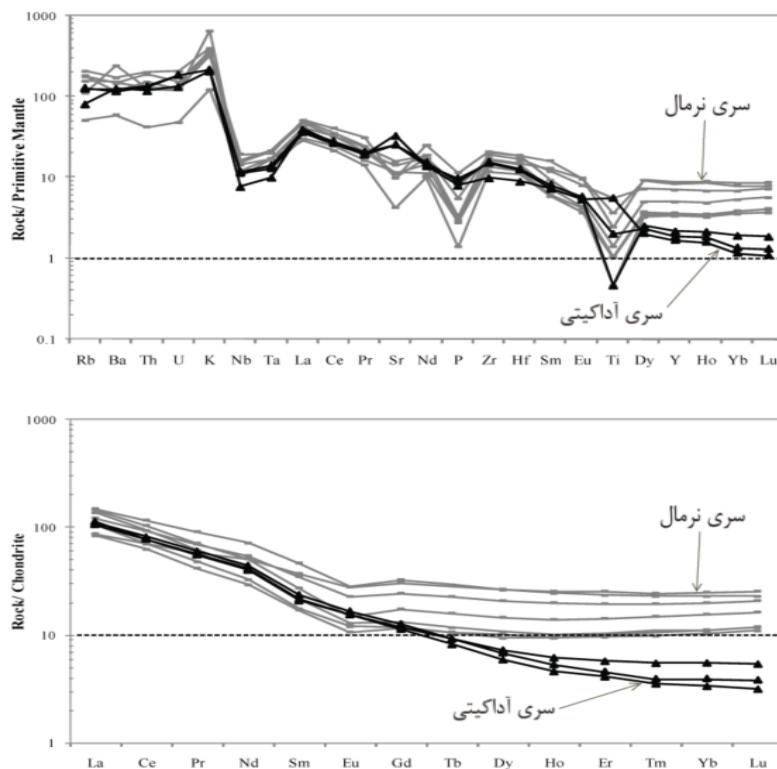 1000
100
10
1
0.1
Rock/ Primitive Mantle
سری نرمال
سری آداکیتی
Rb Ba Th U K Nb Ta La Ce Pr Sr Nd P Zr Hf Sm Eu Ti Dy Y Ho Yb Lu
1000
100
10
1
Rock/ Chondrite
سری نرمال
سری آداکیتی
La Ce Pr Nd Sm Eu Gd Tb Dy Ho Er Tm Yb Lu